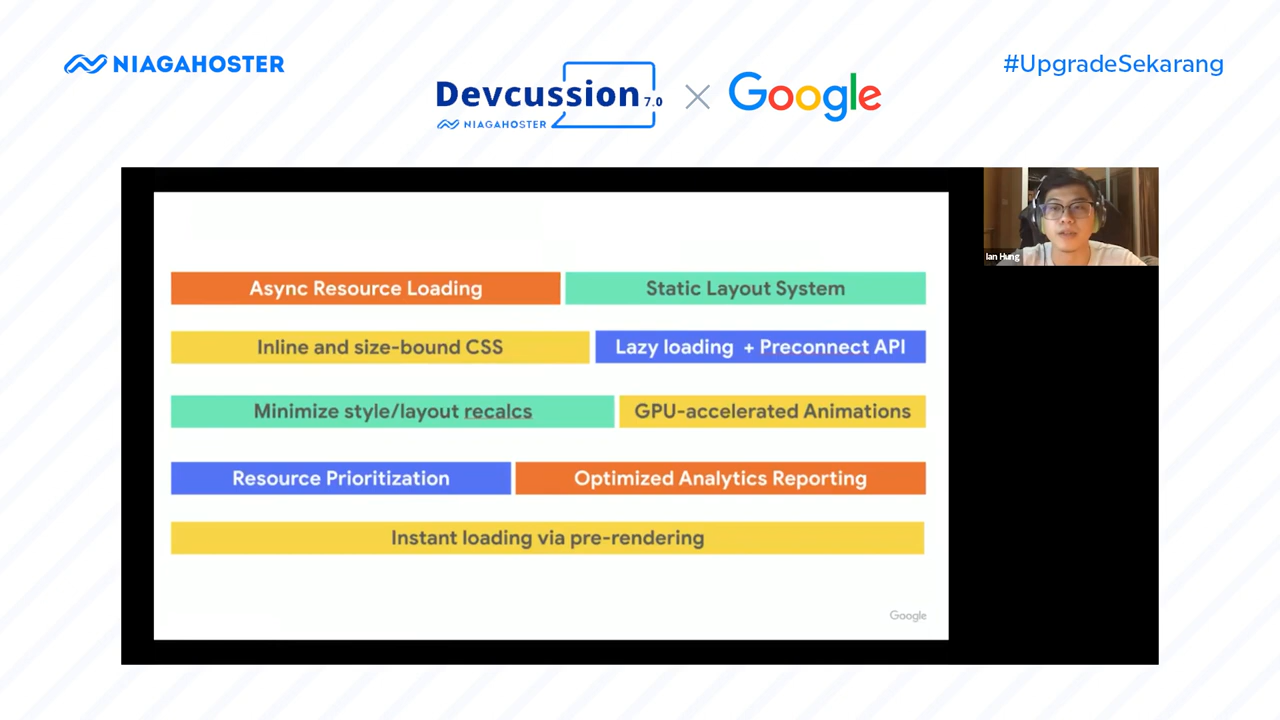 NIAGAHOSTER
#UpgradeSekarang
Devcussion 7.0
NIAGAHOSTER
Google
Ian Hung
Async Resource Loading
Static Layout System
Inline and size-bound CSS
Lazy loading + Preconnect API
Minimize style/layout recalcs
GPU-accelerated Animations
Resource Prioritization
Optimized Analytics Reporting
Instant loading via pre-rendering
Google